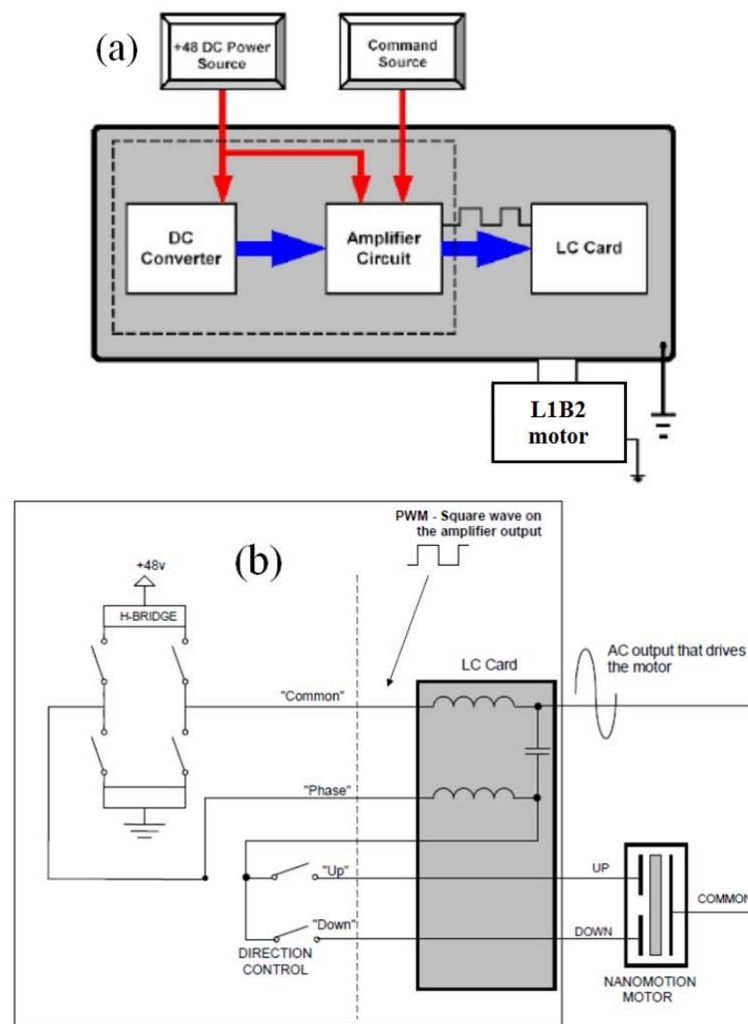 (a)
+48 DC Power
Source
Command
Source
DC
Converter
Amplifier
Circuit
LC Card
L1B2
motor
(b)
PWM - Square wave on
the amplifier output
+48v
H-BRIDGE
LC Card
AC output that drives
the motor
"Common"
"Phase"
"Up"
UP
COMMON
"Down"
DOWN
DIRECTION
CONTROL
NANOMOTION
MOTOR